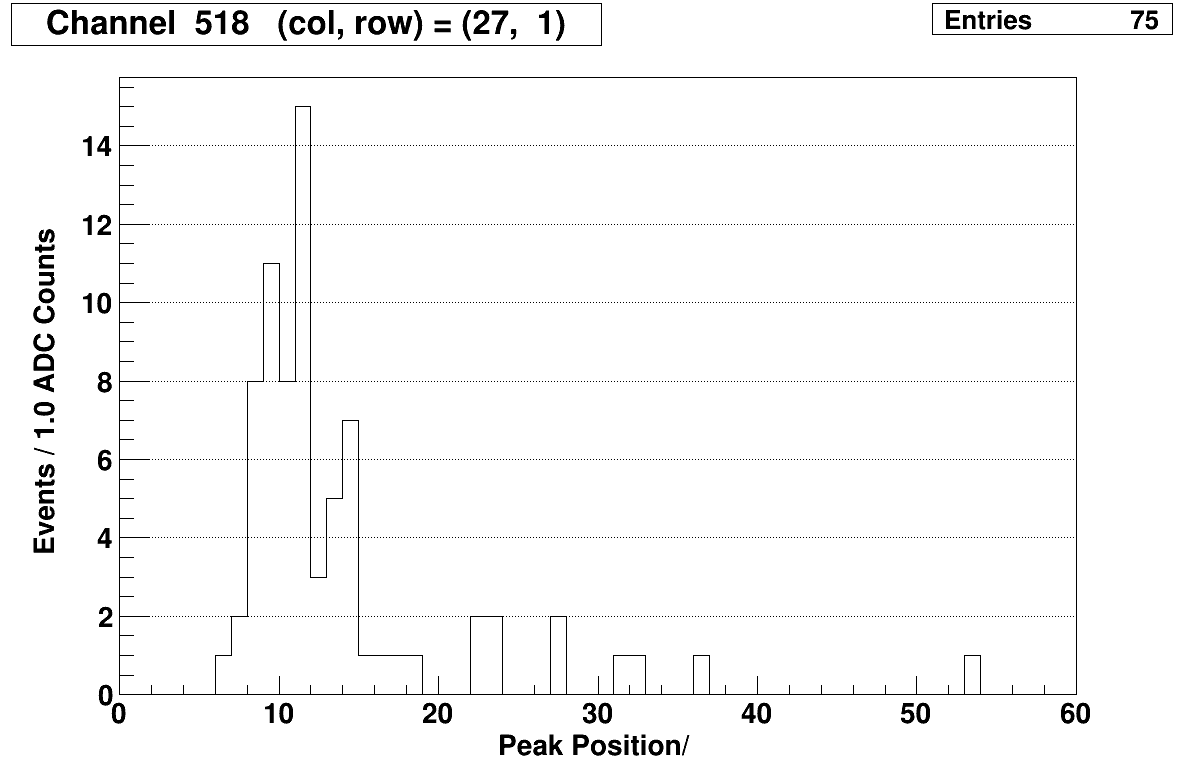 Channel 518 (col, row) = (27, 1)
Entries 75
Events / 1.0 ADC Counts
14
12
10
8
6
4
2
0
0 10 20 30 40 50 60
Peak Position/